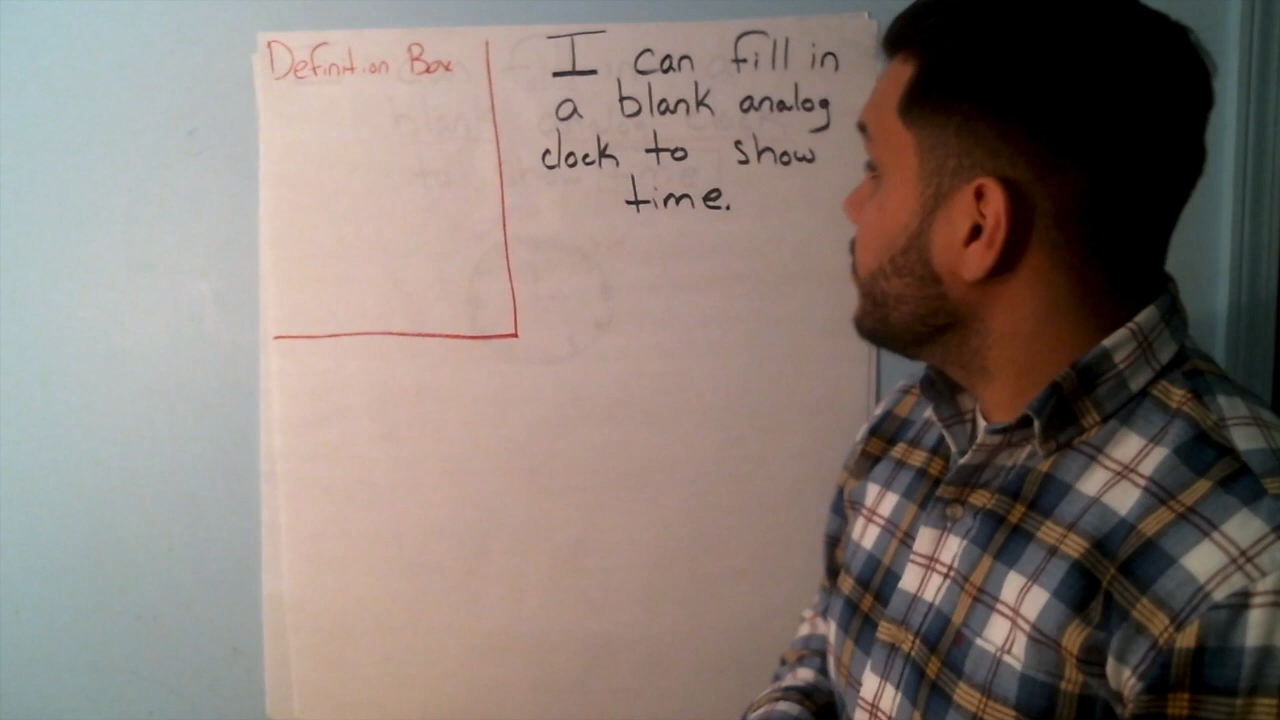 Definition Box
I can fill in
a blank analog
clock to show
time.